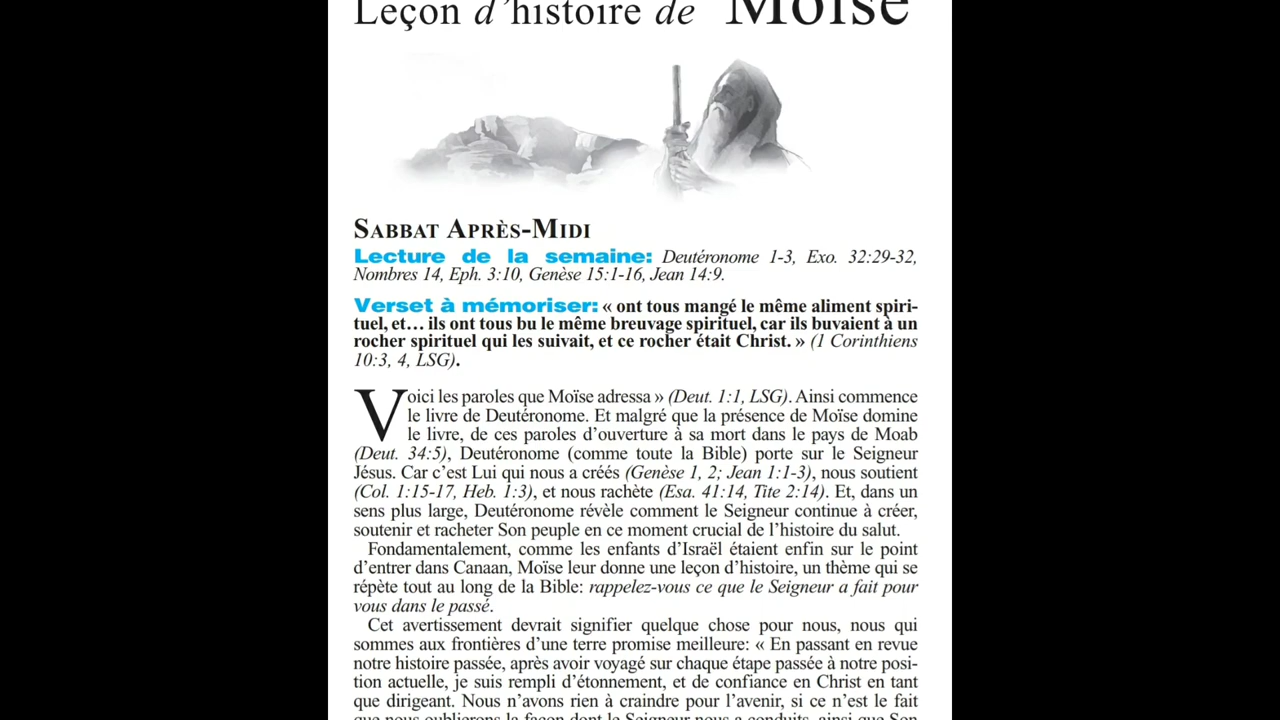 Leçon d’histoire de Moïse
SABBAT APRÈS-MIDI
Lecture de la semaine: Deutéronome 1-3, Exo. 32:29-32,
Nombres 14, Eph. 3:10, Genèse 15:1-16, Jean 14:9.
Verset à mémoriser: « ont tous mangé le même aliment spiri-
tuel, et… ils ont tous bu le même breuvage spirituel, car ils buvaient à un
rocher spirituel qui les suivait, et ce rocher était Christ. » (1 Corinthiens
10:3, 4, LSG).
Voici les paroles que Moïse adressa » (Deut. 1:1, LSG). Ainsi commence
le livre de Deutéronome. Et malgré que la présence de Moïse domine
le livre, de ces paroles d’ouverture à sa mort dans le pays de Moab
(Deut. 34:5), Deutéronome (comme toute la Bible) porte sur le Seigneur
Jésus. Car c’est Lui qui nous a créés (Genèse 1, 2; Jean 1:1-3), nous soutient
(Col. 1:15-17, Heb. 1:3), et nous rachète (Esa. 41:14, Tite 2:14). Et, dans un
sens plus large, Deutéronome révèle comment le Seigneur continue à créer,
soutenir et racheter Son peuple en ce moment crucial de l’histoire du salut.
Fondamentalement, comme les enfants d’Israël étaient enfin sur le point
d’entrer dans Canaan, Moïse leur donne une leçon d’histoire, un thème qui se
répète tout au long de la Bible: rappelez-vous ce que le Seigneur a fait pour
vous dans le passé.
Cet avertissement devrait signifier quelque chose pour nous, nous qui
sommes aux frontières d’une terre promise meilleure: « En passant en revue
notre histoire passée, après avoir voyagé sur chaque étape passée à notre posi-
tion actuelle, je suis rempli d’étonnement, et de confiance en Christ en tant
que dirigeant. Nous n’avons rien à craindre pour l’avenir, si ce n’est le fait
que nous oublierons la façon dont le Seigneur nous a conduits, ainsi que Son